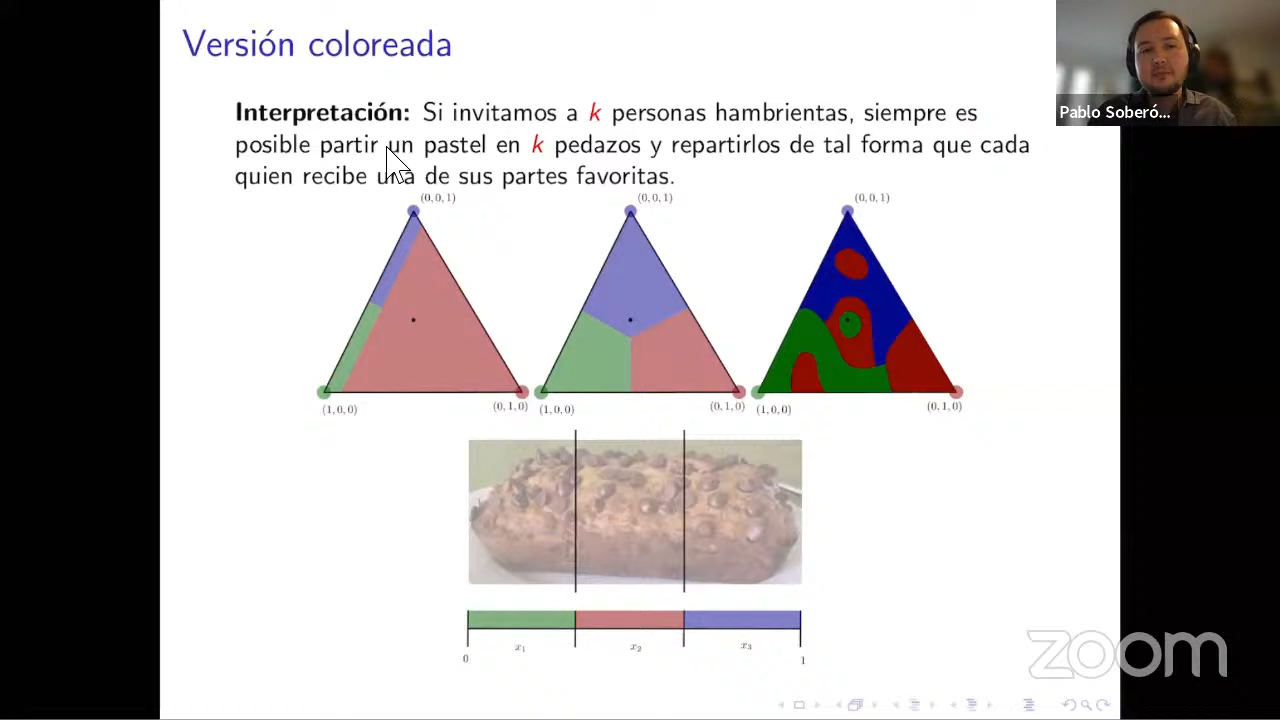 Versión coloreada
Interpretación: Si invitamos a k personas hambrientas, siempre es
posible partir un pastel en k pedazos y repartirlos de tal forma que cada
quien recibe una de sus partes favoritas.
Pablo Soberó...
(0, 0, 1) (0, 0, 1) (0, 0, 1)
(1, 0, 0) (0, 1, 0) (1, 0, 0) (0, 1, 0) (1, 0, 0) (0, 1, 0)
x₁ x₂ x₃
0 1
zoom